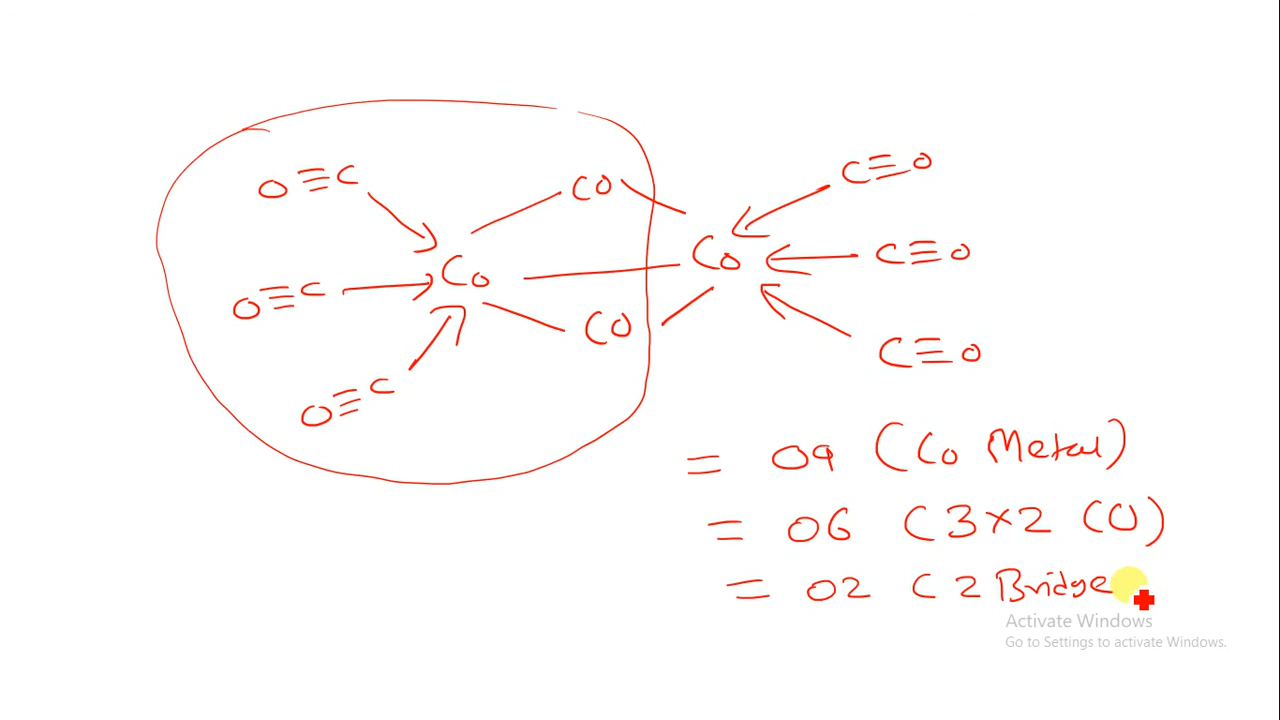 O≡C CO C≡O
O≡C Co Co C≡O
O≡C CO C≡O
= 09 (Co Metal)
= 06 (3×2 CO)
= 02 (2 Bridge
Activate Windows
Go to Settings to activate Windows.